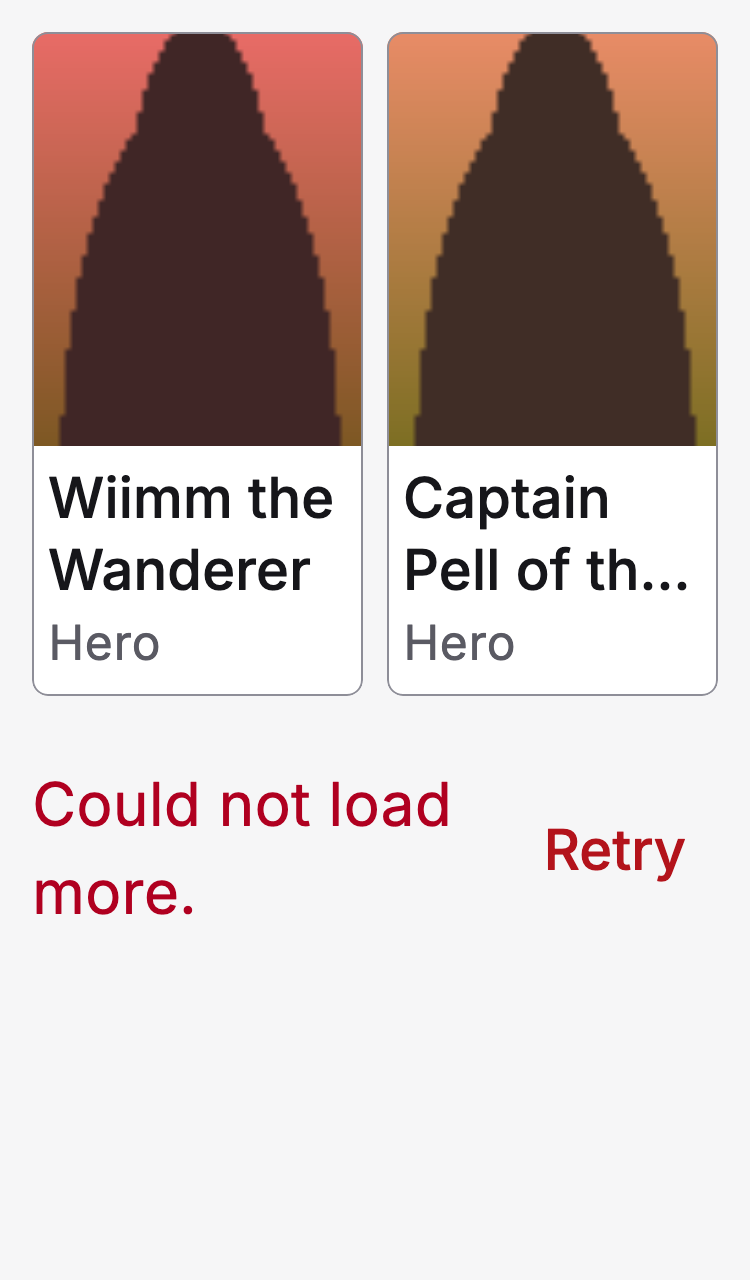 Wiimm the
Wanderer
Hero
Captain
Pell of th...
Hero
Could not load
more.
Retry